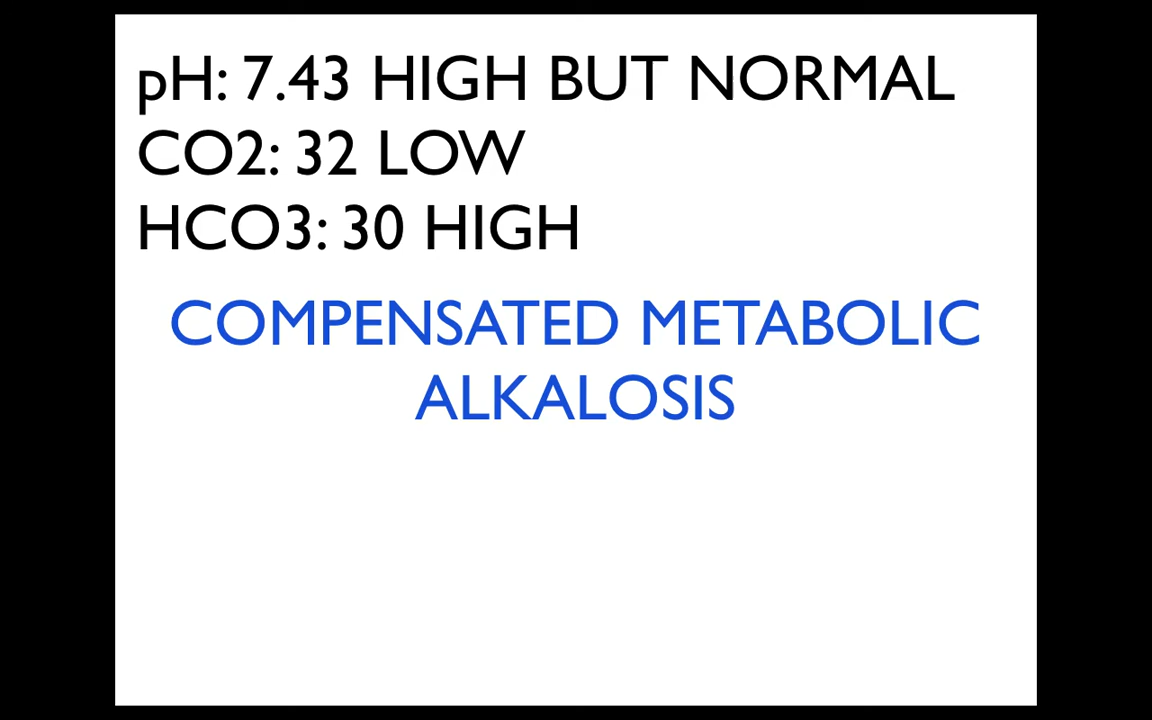 pH: 7.43 HIGH BUT NORMAL
CO2: 32 LOW
HCO3: 30 HIGH
COMPENSATED METABOLIC
ALKALOSIS